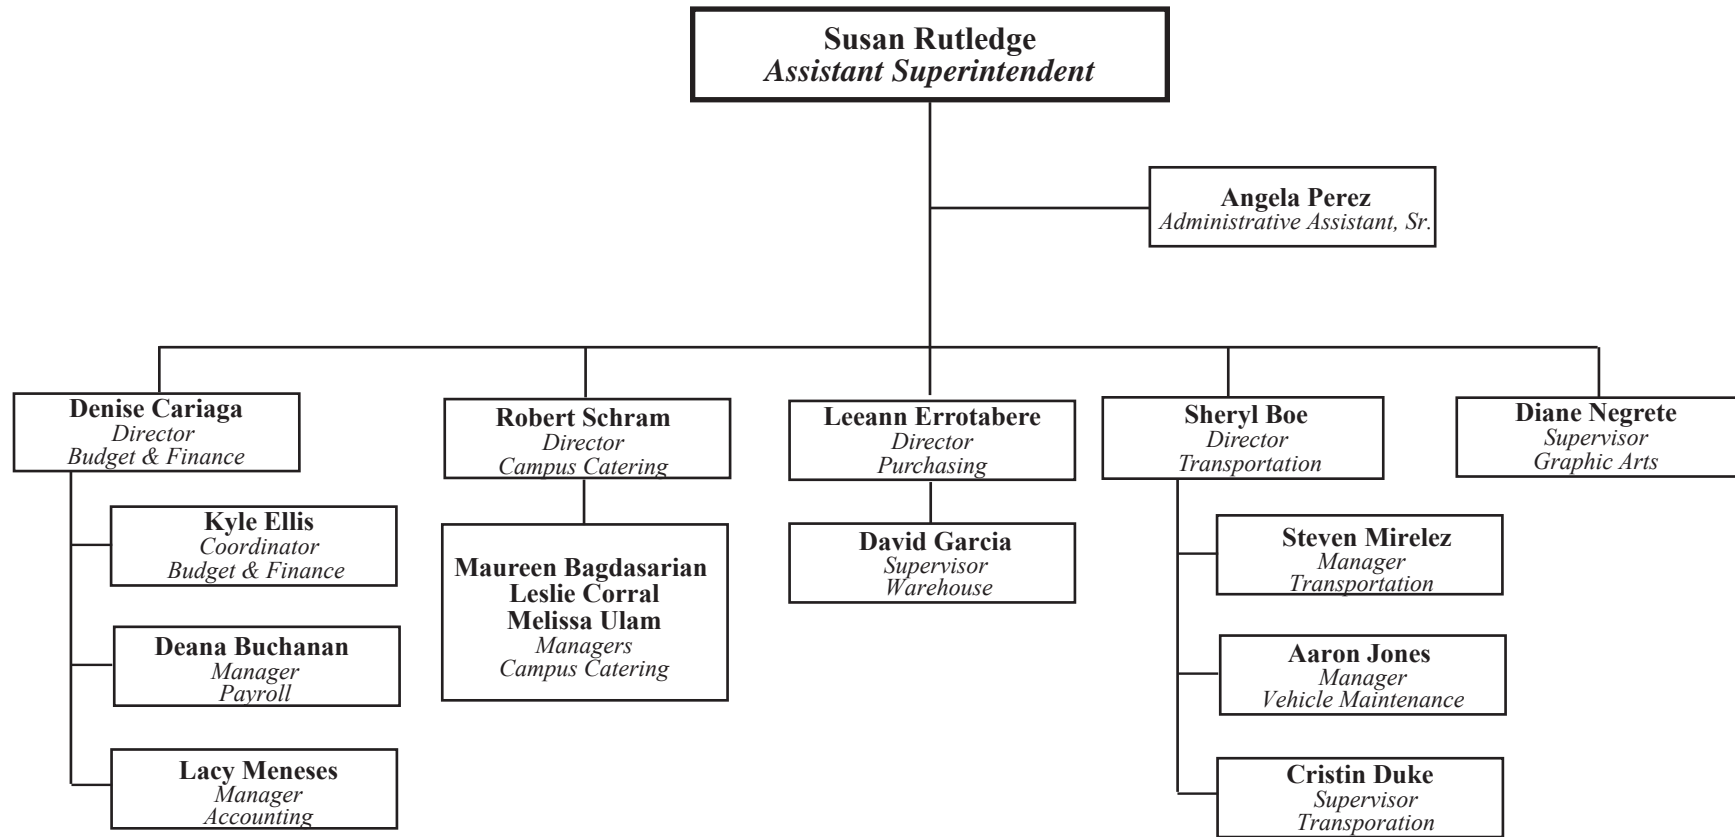 Susan Rutledge
Assistant Superintendent
Angela Perez
Administrative Assistant, Sr.
Denise Cariaga
Director
Budget & Finance
Kyle Ellis
Coordinator
Budget & Finance
Deana Buchanan
Manager
Payroll
Lacy Meneses
Manager
Accounting
Robert Schram
Director
Campus Catering
Maureen Bagdasarian
Leslie Corral
Melissa Ulam
Managers
Campus Catering
Leeann Errotabere
Director
Purchasing
David Garcia
Supervisor
Warehouse
Sheryl Boe
Director
Transportation
Steven Mirelez
Manager
Transportation
Aaron Jones
Manager
Vehicle Maintenance
Cristin Duke
Supervisor
Transporation
Diane Negrete
Supervisor
Graphic Arts